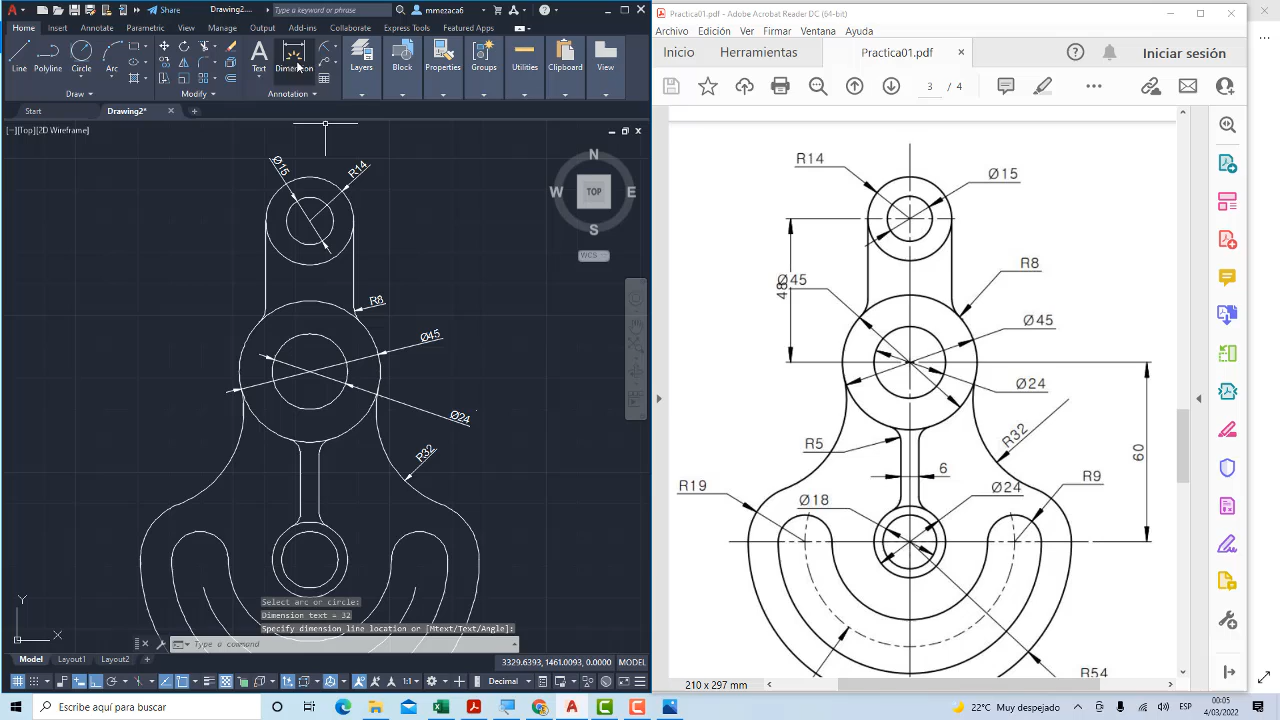 Share
Drawing2....
Type a keyword or phrase
mmezaca6
Home
Insert
Annotate
Parametric
View
Manage
Output
Add-ins
Collaborate
Express Tools
Featured Apps
Line
Polyline
Circle
Arc
Text
Dimension
Layers
Block
Properties
Groups
Utilities
Clipboard
View
Draw
Modify
Annotation
Start
Drawing2*
[−][Top][2D Wireframe]
N
W
TOP
E
S
WCS
Ø15
R14
R8
Ø45
Ø24
R32
Y
X
Select arc or circle:
Dimension text = 32
Specify dimension line location or [Mtext/Text/Angle]:
Type a command
Model
Layout1
Layout2
3329.6393, 1461.0093, 0.0000
MODEL
1:1
Decimal
Practica01.pdf - Adobe Acrobat Reader DC (64-bit)
Archivo
Edición
Ver
Firmar
Ventana
Ayuda
Inicio
Herramientas
Practica01.pdf
Iniciar sesión
3
/ 4
R14
Ø15
Ø45
48
R8
Ø45
Ø24
R5
R32
60
6
R19
Ø18
Ø24
R9
R54
210 x 297 mm
Escribe aquí para buscar
22°C Muy despejado
ESP
00:05
4/03/2022